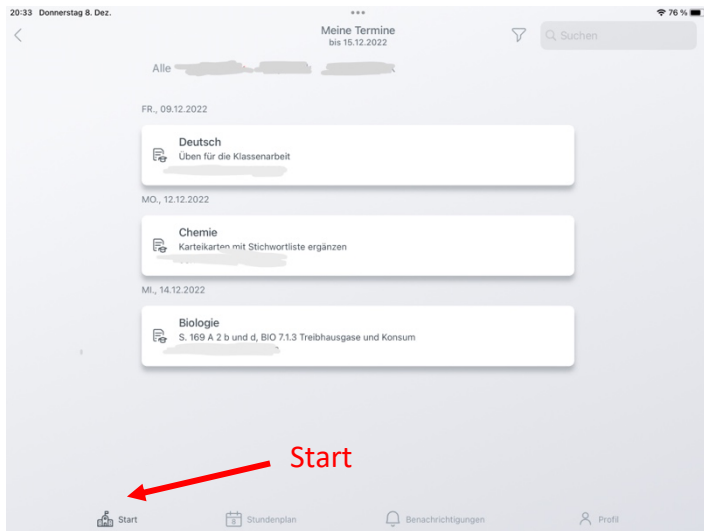 20:33 Donnerstag 8. Dez.
76 %
Meine Termine
bis 15.12.2022
Suchen
Alle
FR., 09.12.2022
Deutsch
Üben für die Klassenarbeit
MO., 12.12.2022
Chemie
Karteikarten mit Stichwortliste ergänzen
MI., 14.12.2022
Biologie
S. 169 A 2 b und d, BIO 7.1.3 Treibhausgase und Konsum
Start
Start
8
Stundenplan
Benachrichtigungen
Profil